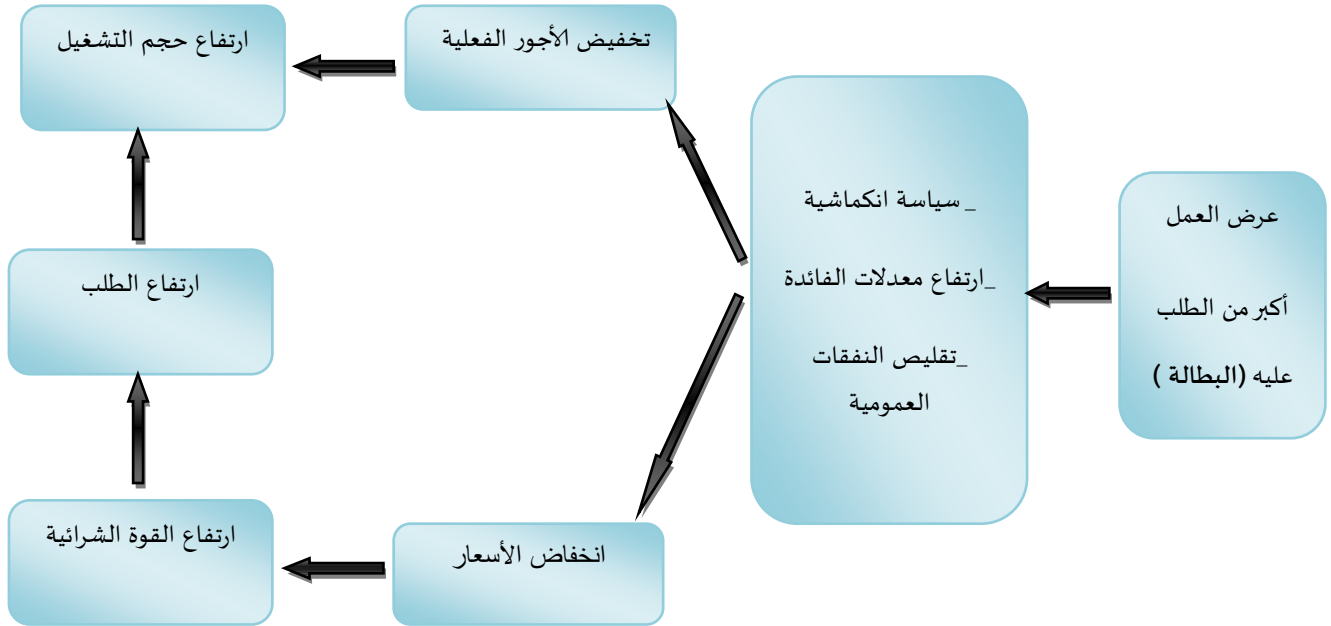 عرض العمل
أكبر من الطلب
عليه (البطالة )
_ سياسة انكماشية
_ارتفاع معدلات الفائدة
_تقليص النفقات
العمومية
تخفيض الأجور الفعلية
ارتفاع حجم التشغيل
انخفاض الأسعار
ارتفاع القوة الشرائية
ارتفاع الطلب